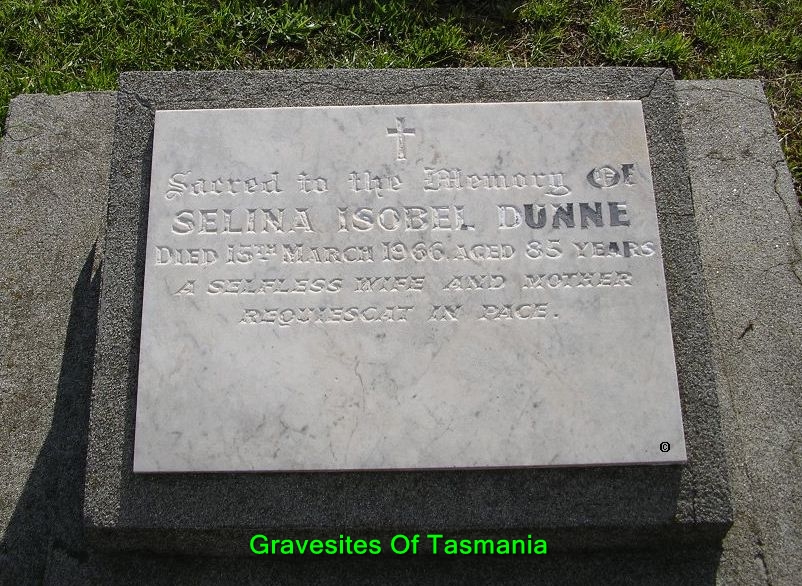 Sacred to the Memory Of
SELINA ISOBEL DUNNE
DIED 13TH MARCH 1966. AGED 85 YEARS
A SELFLESS WIFE AND MOTHER
REQUIESCAT IN PACE.
©
Gravesites Of Tasmania